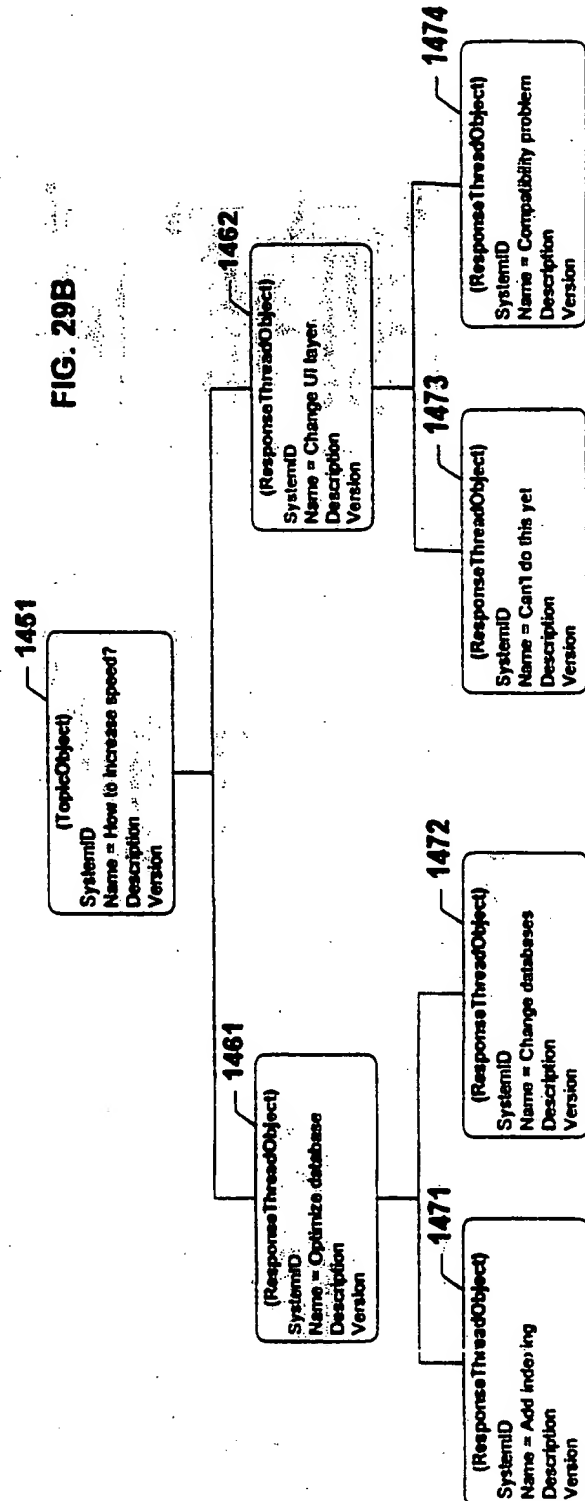 FIG. 29B
1451
(TopicObject)
SystemID
Name = How to increase speed?
Description
Version
1461
(ResponseThreadObject)
SystemID
Name = Optimize database
Description
Version
1462
(ResponseThreadObject)
SystemID
Name = Change UI layer
Description
Version
1471
(ResponseThreadObject)
SystemID
Name = Add indexing
Description
Version
1472
(ResponseThreadObject)
SystemID
Name = Change databases
Description
Version
1473
(ResponseThreadObject)
SystemID
Name = Can't do this yet
Description
Version
1474
(ResponseThreadObject)
SystemID
Name = Compatibility problem
Description
Version